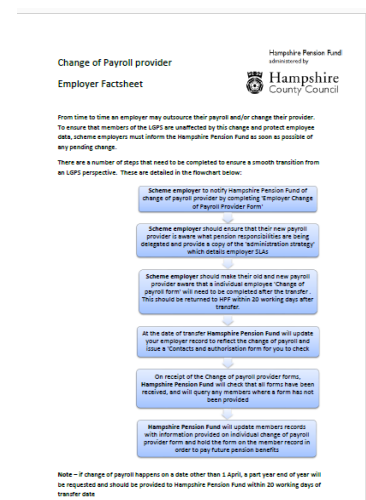 Hampshire Pension Fund
administered by
Hampshire
County Council
Change of Payroll provider
Employer Factsheet
From time to time an employer may outsource their payroll and/or change their provider.
To ensure that members of the LGPS are unaffected by this change and protect employee
data, scheme employers must inform the Hampshire Pension Fund as soon as possible of
any pending change.
There are a number of steps that need to be completed to ensure a smooth transition from
an LGPS perspective. These are detailed in the flowchart below:
Scheme employer to notify Hampshire Pension Fund of
change of payroll provider by completing 'Employer Change
of Payroll Provider Form'
Scheme employer should ensure that their new payroll
provider is aware what pension responsibilities are being
delegated and provide a copy of the 'administration strategy'
which details employer SLAs
Scheme employer should make their old and new payroll
provider aware that a individual employee 'Change of
payroll form' will need to be completed after the transfer .
This should be returned to HPF within 20 working days after
transfer.
At the date of transfer Hampshire Pension Fund will update
your employer record to reflect the change of payroll and
issue a 'Contacts and authorisation form for you to check
On receipt of the Change of payroll provider forms,
Hampshire Pension Fund will check that all forms have been
received, and will query any members where a form has not
been provided
Hampshire Pension Fund will update members records
with information provided on individual change of payroll
provider form and hold the form on the member record in
order to pay future pension benefits
Note – if change of payroll happens on a date other than 1 April, a part year end of year will
be requested and should be provided to Hampshire Pension Fund within 20 working days of
transfer date